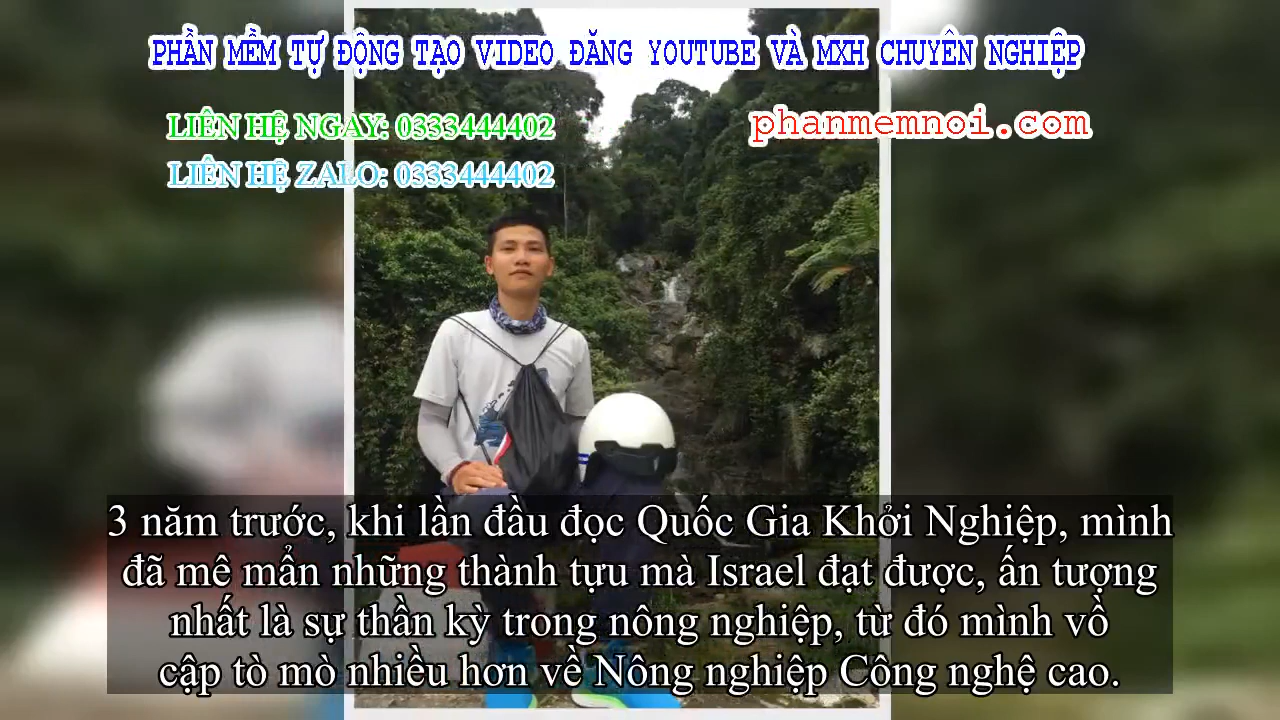 PHẦN MỀM TỰ ĐỘNG TẠO VIDEO ĐĂNG YOUTUBE VÀ MXH CHUYÊN NGHIỆP
LIÊN HỆ NGAY: 0333444402
phanmemnoi.com
LIÊN HỆ ZALO: 0333444402
3 năm trước, khi lần đầu đọc Quốc Gia Khởi Nghiệp, mình
đã mê mẩn những thành tựu mà Israel đạt được, ấn tượng
nhất là sự thần kỳ trong nông nghiệp, từ đó mình vồ
cập tò mò nhiều hơn về Nông nghiệp Công nghệ cao.